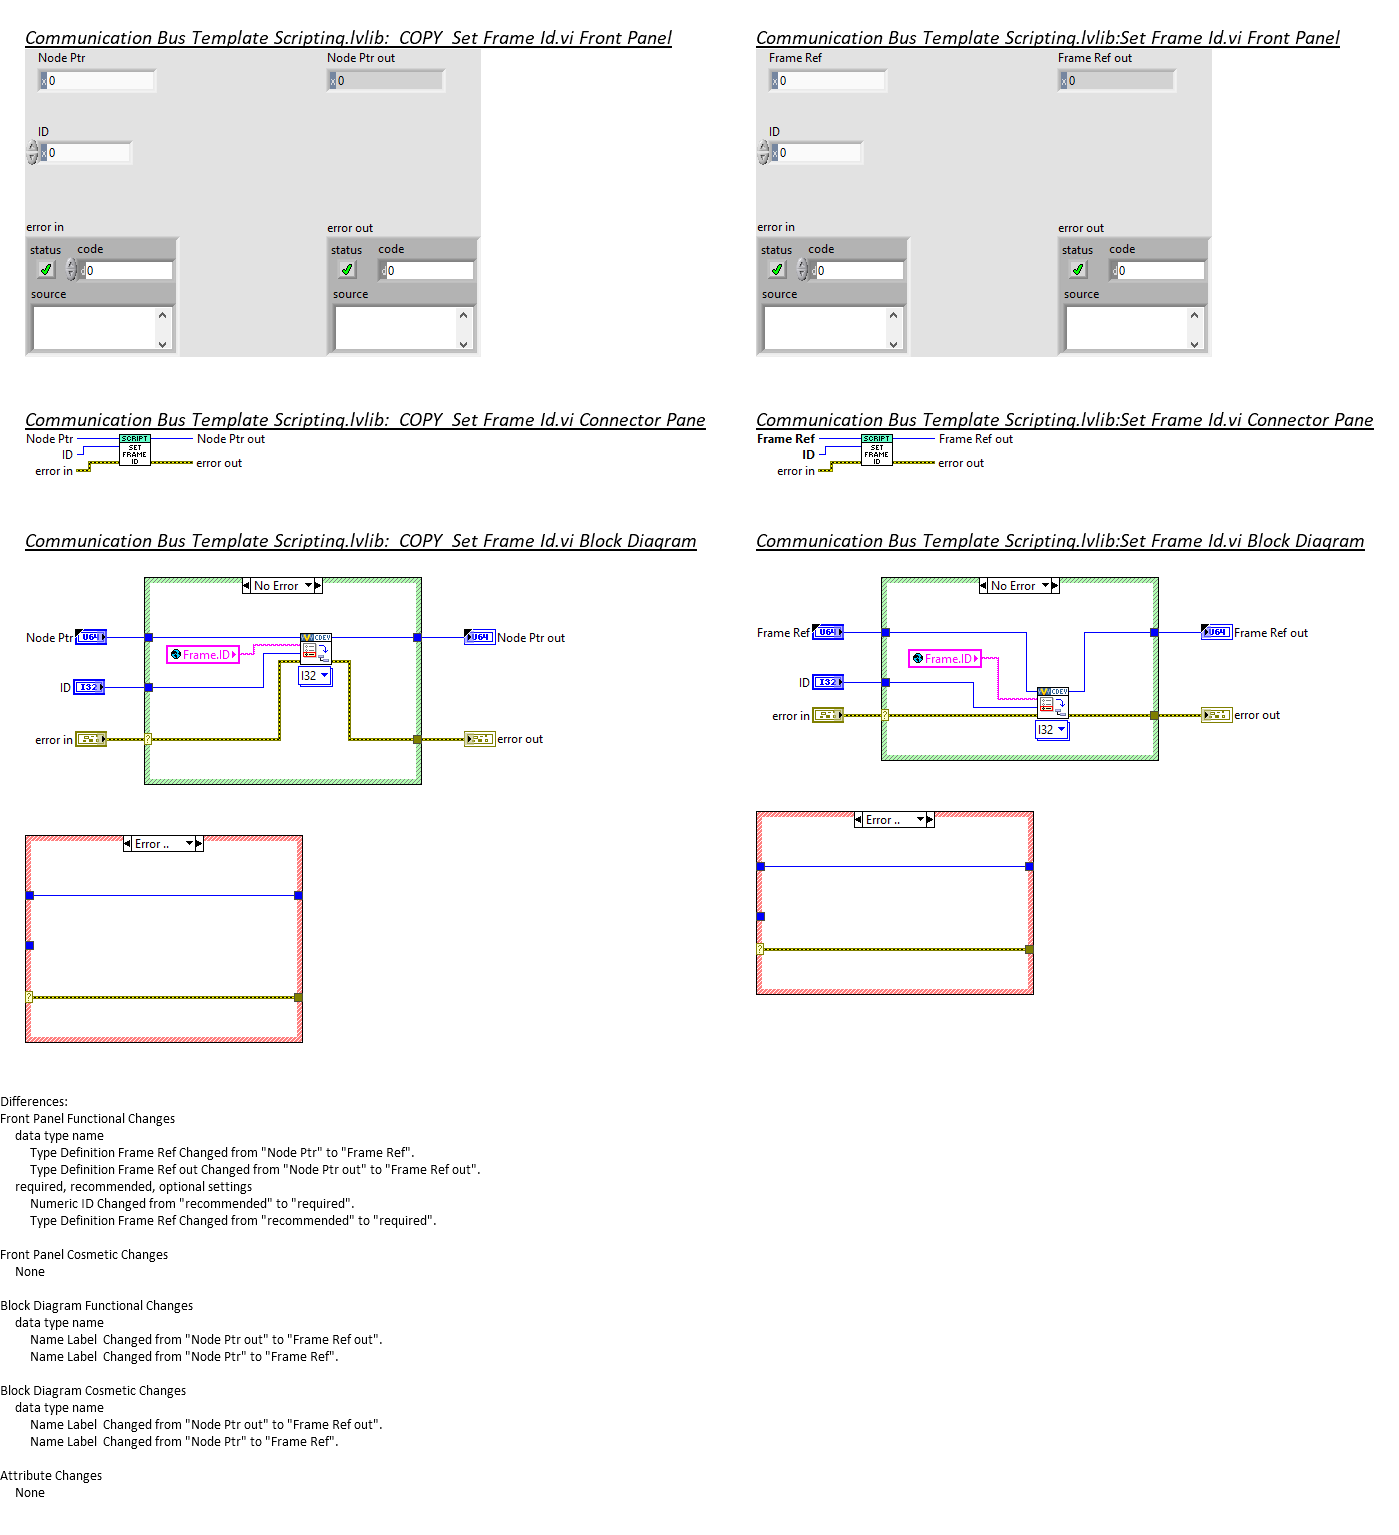 Communication Bus Template Scripting.lvlib:  COPY  Set Frame Id.vi Front Panel
Node Ptr
Node Ptr out
x 0
x 0
ID
x 0
error in
error out
status code
status code
d 0
d 0
source
source
Communication Bus Template Scripting.lvlib:Set Frame Id.vi Front Panel
Frame Ref
Frame Ref out
x 0
x 0
ID
x 0
error in
error out
status code
status code
d 0
d 0
source
source
Communication Bus Template Scripting.lvlib:  COPY  Set Frame Id.vi Connector Pane
Node Ptr
ID
error in
SCRIPT
SET
FRAME
ID
Node Ptr out
error out
Communication Bus Template Scripting.lvlib:Set Frame Id.vi Connector Pane
Frame Ref
ID
error in
SCRIPT
SET
FRAME
ID
Frame Ref out
error out
Communication Bus Template Scripting.lvlib:  COPY  Set Frame Id.vi Block Diagram
No Error
Node Ptr U64
CDEV
U64 Node Ptr out
Frame.ID
I32
ID I32
error in
?
error out
Error ..
?
Communication Bus Template Scripting.lvlib:Set Frame Id.vi Block Diagram
No Error
Frame Ref U64
U64 Frame Ref out
Frame.ID
ID I32
CDEV
error in
?
error out
I32
Error ..
?
Differences:
Front Panel Functional Changes
data type name
Type Definition Frame Ref Changed from "Node Ptr" to "Frame Ref".
Type Definition Frame Ref out Changed from "Node Ptr out" to "Frame Ref out".
required, recommended, optional settings
Numeric ID Changed from "recommended" to "required".
Type Definition Frame Ref Changed from "recommended" to "required".
Front Panel Cosmetic Changes
None
Block Diagram Functional Changes
data type name
Name Label  Changed from "Node Ptr out" to "Frame Ref out".
Name Label  Changed from "Node Ptr" to "Frame Ref".
Block Diagram Cosmetic Changes
data type name
Name Label  Changed from "Node Ptr out" to "Frame Ref out".
Name Label  Changed from "Node Ptr" to "Frame Ref".
Attribute Changes
None